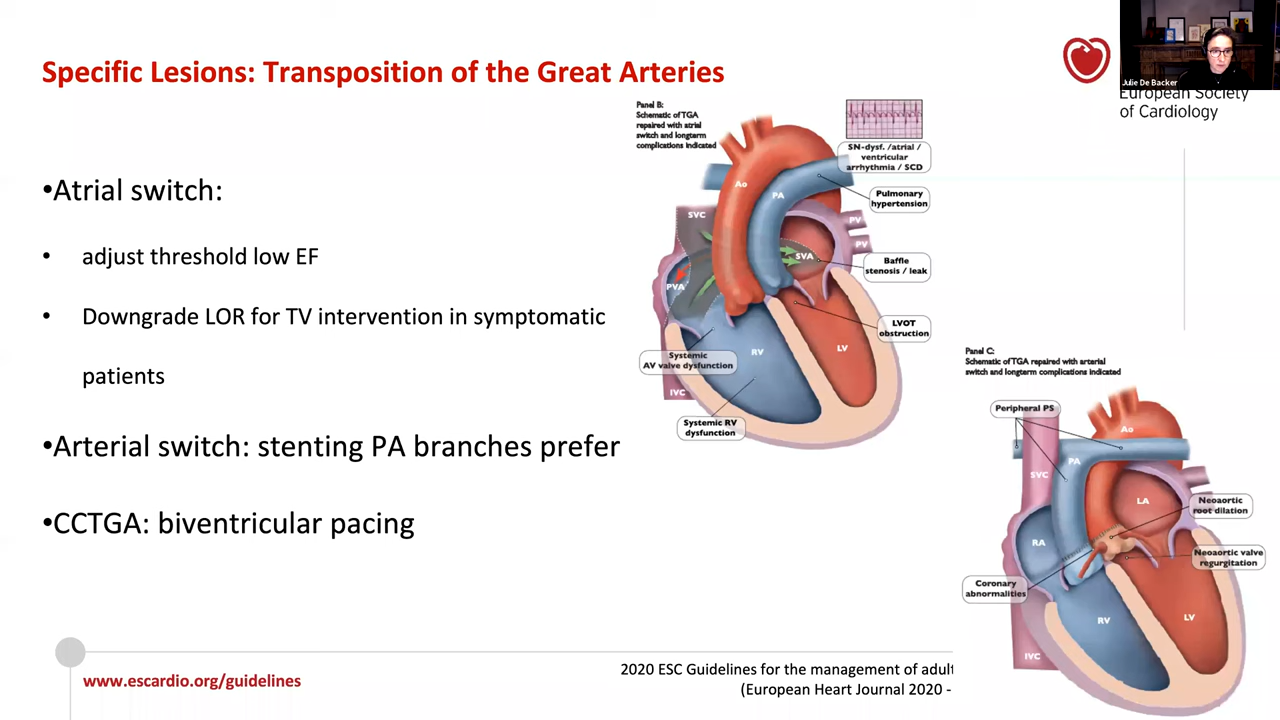 Specific Lesions: Transposition of the Great Arteries
Julie De Backer
European Society
of Cardiology
•Atrial switch:
• adjust threshold low EF
• Downgrade LOR for TV intervention in symptomatic
patients
•Arterial switch: stenting PA branches prefer
•CCTGA: biventricular pacing
Panel B:
Schematic of TGA
repaired with atrial
switch and longterm
complications indicated
SN-dysf. /atrial /
ventricular
arrhythmia / SCD
Pulmonary
hypertension
Baffle
stenosis / leak
LVOT
obstruction
Systemic
AV valve dysfunction
Systemic RV
dysfunction
Ao
PA
SVC
PV
PV
SVA
PVA
RV
LV
IVC
Panel C:
Schematic of TGA repaired with arterial
switch and longterm complications indicated
Peripheral PS
Ao
PA
SVC
LA
Neoaortic
root dilation
RA
Neoaortic valve
regurgitation
Coronary
abnormalities
RV
LV
IVC
www.escardio.org/guidelines
2020 ESC Guidelines for the management of adult
(European Heart Journal 2020 -